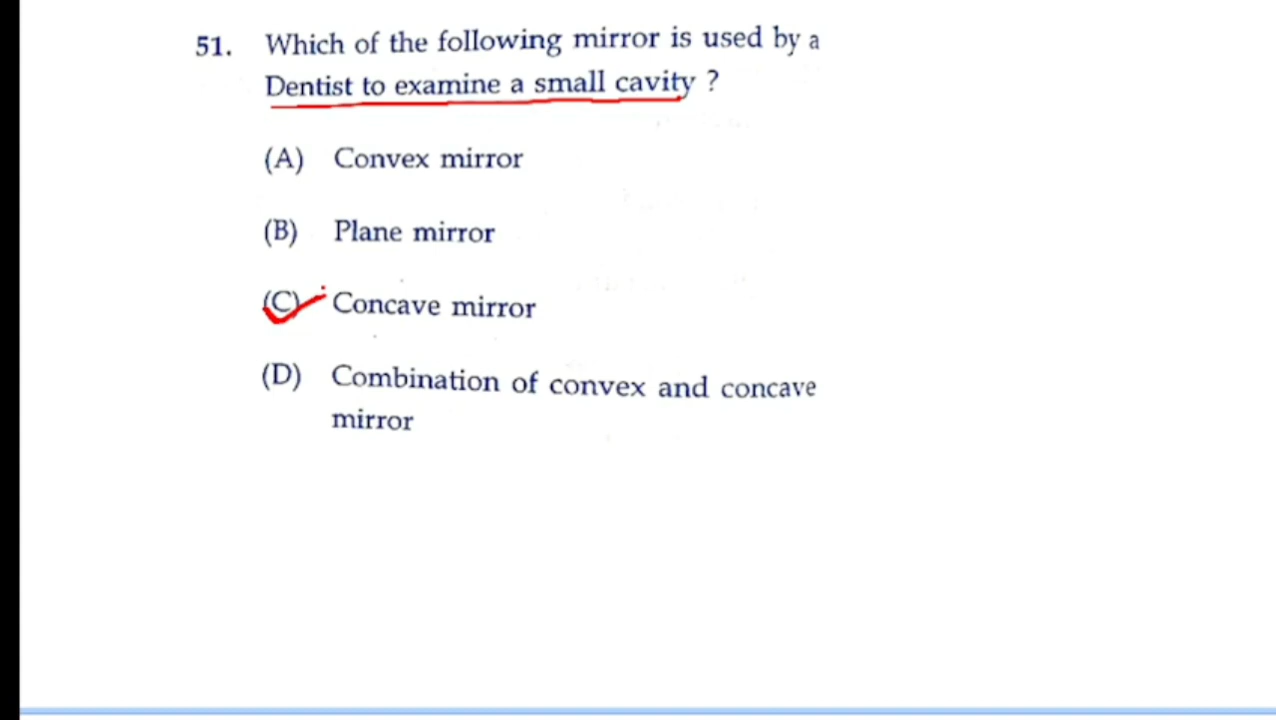 51. Which of the following mirror is used by a
Dentist to examine a small cavity ?
(A) Convex mirror
(B) Plane mirror
(C) Concave mirror
(D) Combination of convex and concave
mirror